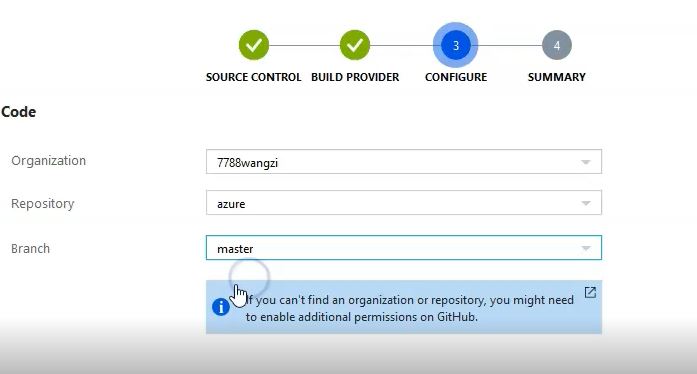 3
4
SOURCE CONTROL
BUILD PROVIDER
CONFIGURE
SUMMARY
Code
Organization
7788wangzi
Repository
azure
Branch
master
If you can't find an organization or repository, you might need
to enable additional permissions on GitHub.